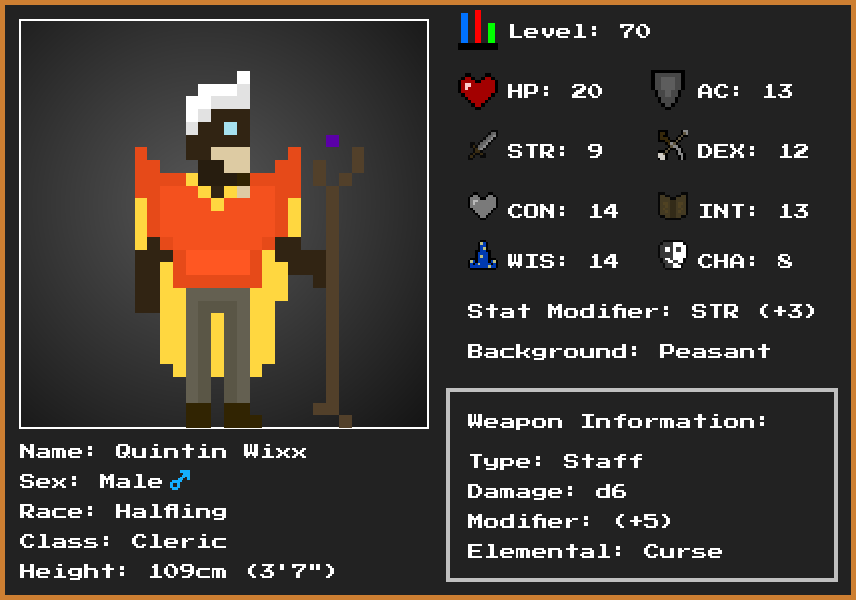 Level: 70
HP: 20 AC: 13
STR: 9 DEX: 12
CON: 14 INT: 13
WIS: 14 CHA: 8
Stat Modifier: STR (+3)
Background: Peasant
Weapon Information:
Type: Staff
Damage: d6
Modifier: (+5)
Elemental: Curse
Name: Quintin Wixx
Sex: Male ♂
Race: Halfling
Class: Cleric
Height: 109cm (3'7")